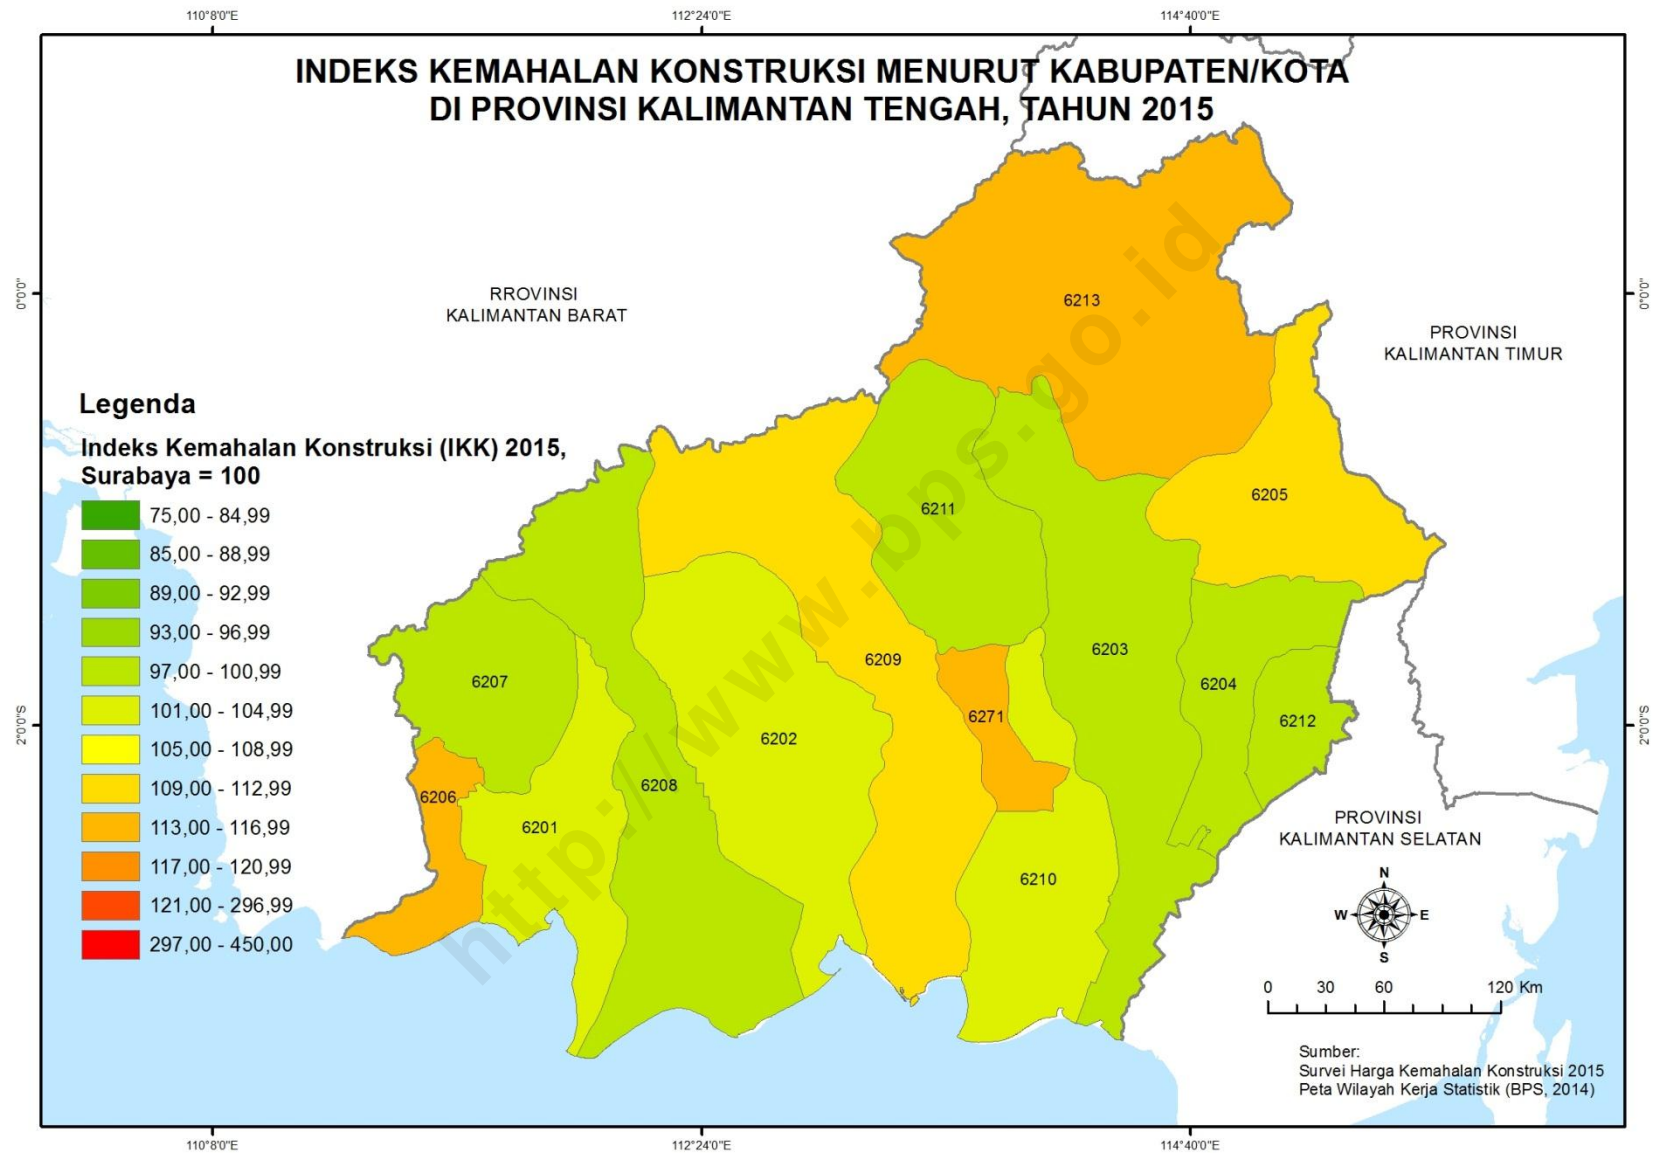 110°8'0"E 112°24'0"E 114°40'0"E
INDEKS KEMAHALAN KONSTRUKSI MENURUT KABUPATEN/KOTA
DI PROVINSI KALIMANTAN TENGAH, TAHUN 2015
0°0'0" 0°0'0"
RROVINSI
KALIMANTAN BARAT
6213
PROVINSI
KALIMANTAN TIMUR
Legenda
Indeks Kemahalan Konstruksi (IKK) 2015,
Surabaya = 100
75,00 - 84,99
85,00 - 88,99
89,00 - 92,99
93,00 - 96,99
97,00 - 100,99
101,00 - 104,99
105,00 - 108,99
109,00 - 112,99
113,00 - 116,99
117,00 - 120,99
121,00 - 296,99
297,00 - 450,00
6205
6211
6203
6209
6207
6204
6271
6212
2°0'0"S 2°0'0"S
6202
6208
6206
6201
6210
PROVINSI
KALIMANTAN SELATAN
N
W E
S
0 30 60 120 Km
Sumber:
Survei Harga Kemahalan Konstruksi 2015
Peta Wilayah Kerja Statistik (BPS, 2014)
http://www.bps.go.id
110°8'0"E 112°24'0"E 114°40'0"E